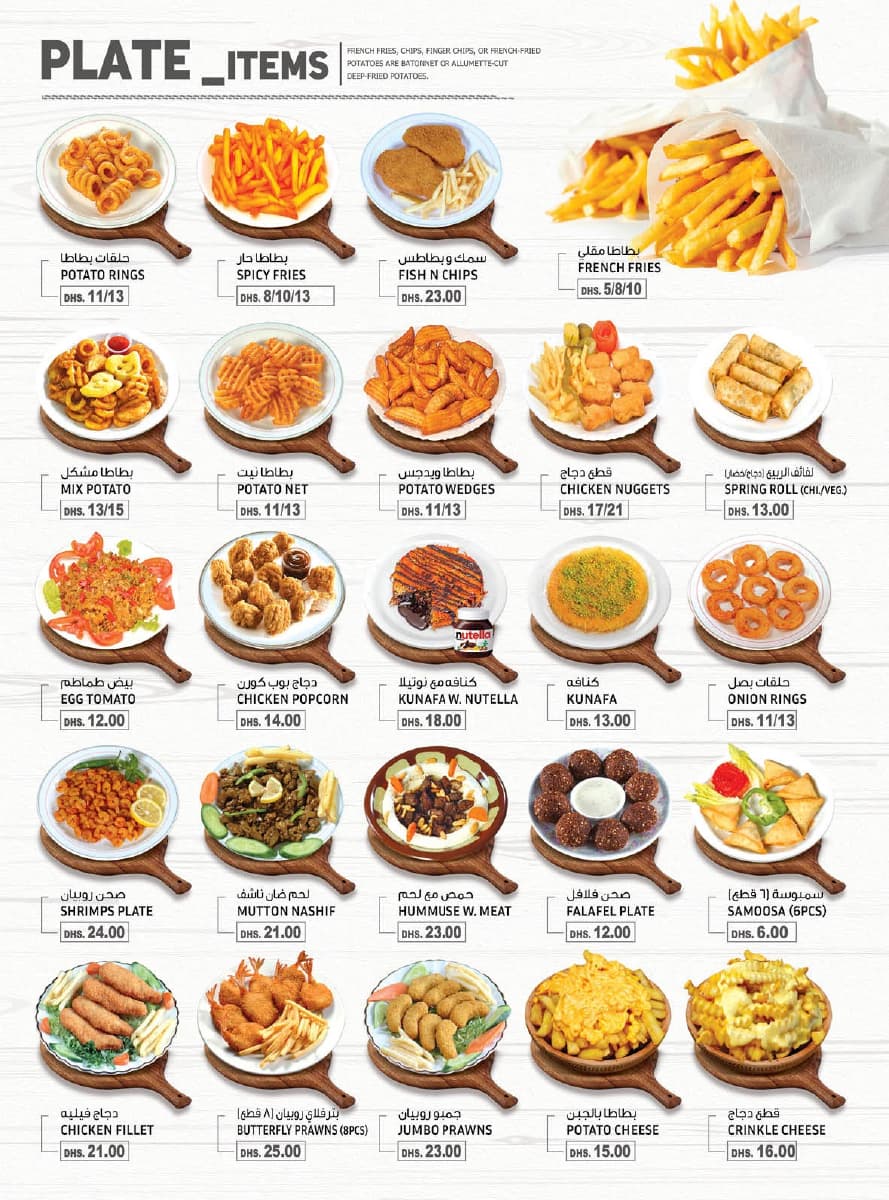 PLATE _ITEMS
FRENCH FRIES, CHIPS, FINGER CHIPS, OR FRENCH-FRIED
POTATOES ARE BATONNET OR ALLUMETTE-CUT
DEEP-FRIED POTATOES.
حلقات بطاطا
POTATO RINGS
DHS. 11/13
بطاطا حار
SPICY FRIES
DHS. 8/10/13
سمك و بطاطس
FISH N CHIPS
DHS. 23.00
بطاطا مقلي
FRENCH FRIES
DHS. 5/8/10
بطاطا مشكل
MIX POTATO
DHS. 13/15
بطاطا نيت
POTATO NET
DHS. 11/13
بطاطا ويدجس
POTATO WEDGES
DHS. 11/13
قطع دجاج
CHICKEN NUGGETS
DHS. 17/21
لفائف الربيع (دجاج/خضار)
SPRING ROLL (CHI./VEG.)
DHS. 13.00
بيض طماطم
EGG TOMATO
DHS. 12.00
دجاج بوب كورن
CHICKEN POPCORN
DHS. 14.00
nutella
كنافه مع نوتيلا
KUNAFA W. NUTELLA
DHS. 18.00
كنافه
KUNAFA
DHS. 13.00
حلقات بصل
ONION RINGS
DHS. 11/13
صحن روبيان
SHRIMPS PLATE
DHS. 24.00
لحم ضان ناشف
MUTTON NASHIF
DHS. 21.00
حمص مع لحم
HUMMUSE W. MEAT
DHS. 23.00
صحن فلافل
FALAFEL PLATE
DHS. 12.00
سمبوسة (٦ قطع)
SAMOOSA (6PCS)
DHS. 6.00
دجاج فيليه
CHICKEN FILLET
DHS. 21.00
بترفلاي روبيان (٨ قطع)
BUTTERFLY PRAWNS (8PCS)
DHS. 25.00
جمبو روبيان
JUMBO PRAWNS
DHS. 23.00
بطاطا بالجبن
POTATO CHEESE
DHS. 15.00
قطع دجاج
CRINKLE CHEESE
DHS. 16.00